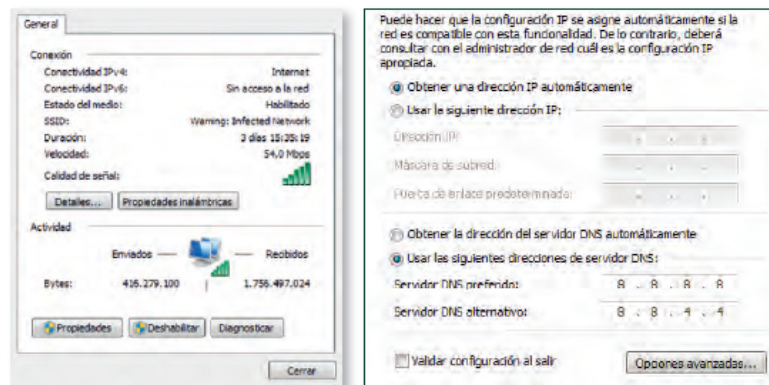 General
Conexión
Conectividad IPv4: Internet
Conectividad IPv6: Sin acceso a la red
Estado del medio: Habilitado
SSID: Warning: Infected Network
Duración: 3 días 15:35:19
Velocidad: 54,0 Mbps
Calidad de señal:
Detalles... Propiedades inalámbricas
Actividad
Enviados — Recibidos
Bytes: 416.279.100 | 1.756.497.024
Propiedades Deshabilitar Diagnosticar
Cerrar
Puede hacer que la configuración IP se asigne automáticamente si la
red es compatible con esta funcionalidad. De lo contrario, deberá
consultar con el administrador de red cuál es la configuración IP
apropiada.
Obtener una dirección IP automáticamente
Usar la siguiente dirección IP:
Dirección IP:
Máscara de subred:
Puerta de enlace predeterminada:
Obtener la dirección del servidor DNS automáticamente
Usar las siguientes direcciones de servidor DNS:
Servidor DNS preferido: 8 . 8 . 8 . 8
Servidor DNS alternativo: 8 . 8 . 4 . 4
Validar configuración al salir Opciones avanzadas...